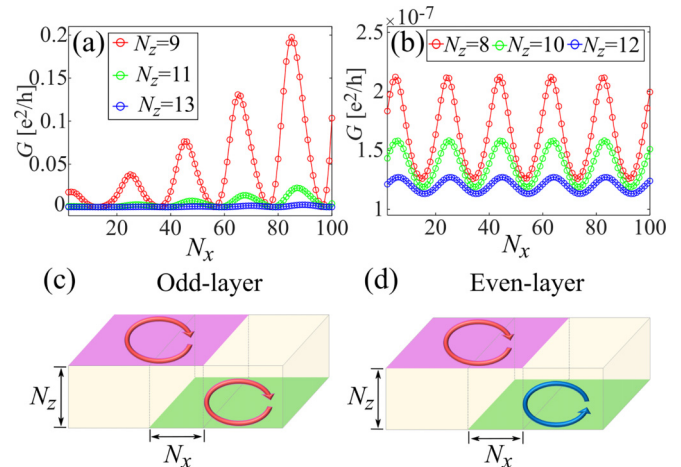 (a)
0.2
0.15
0.1
0.05
0
G [e²/h]
N_z=9
N_z=11
N_z=13
20 40 60 80 100
N_x
(b)
×10⁻⁷
2.5
2
1.5
1
G [e²/h]
N_z=8 N_z=10 N_z=12
0 20 40 60 80 100
N_x
(c) Odd-layer
N_z
N_x
(d) Even-layer
N_z
N_x